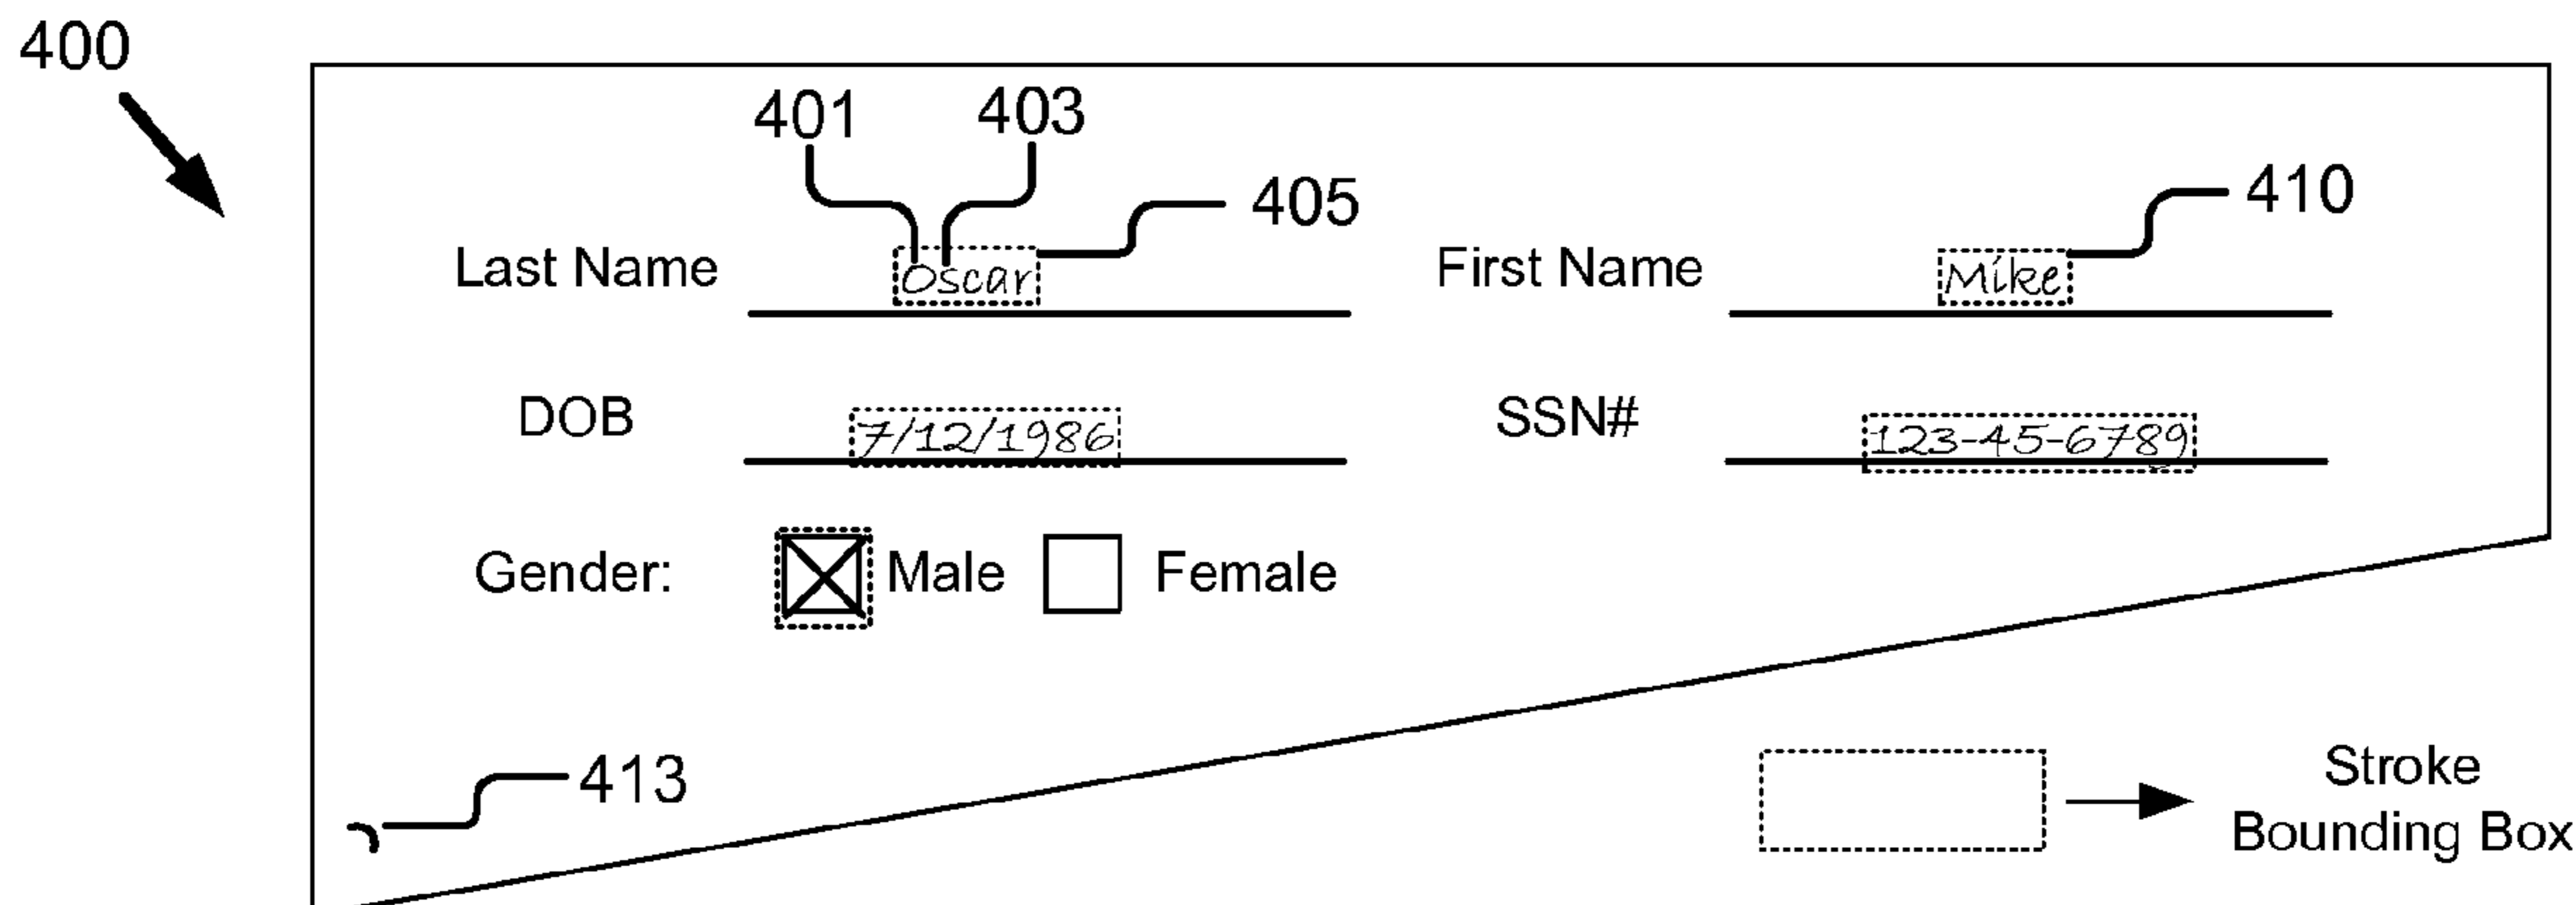 400
401 403
405 410
Last Name Oscar First Name Mike
DOB 7/12/1986 SSN# 123-45-6789
Gender: Male Female
413
Stroke
Bounding Box